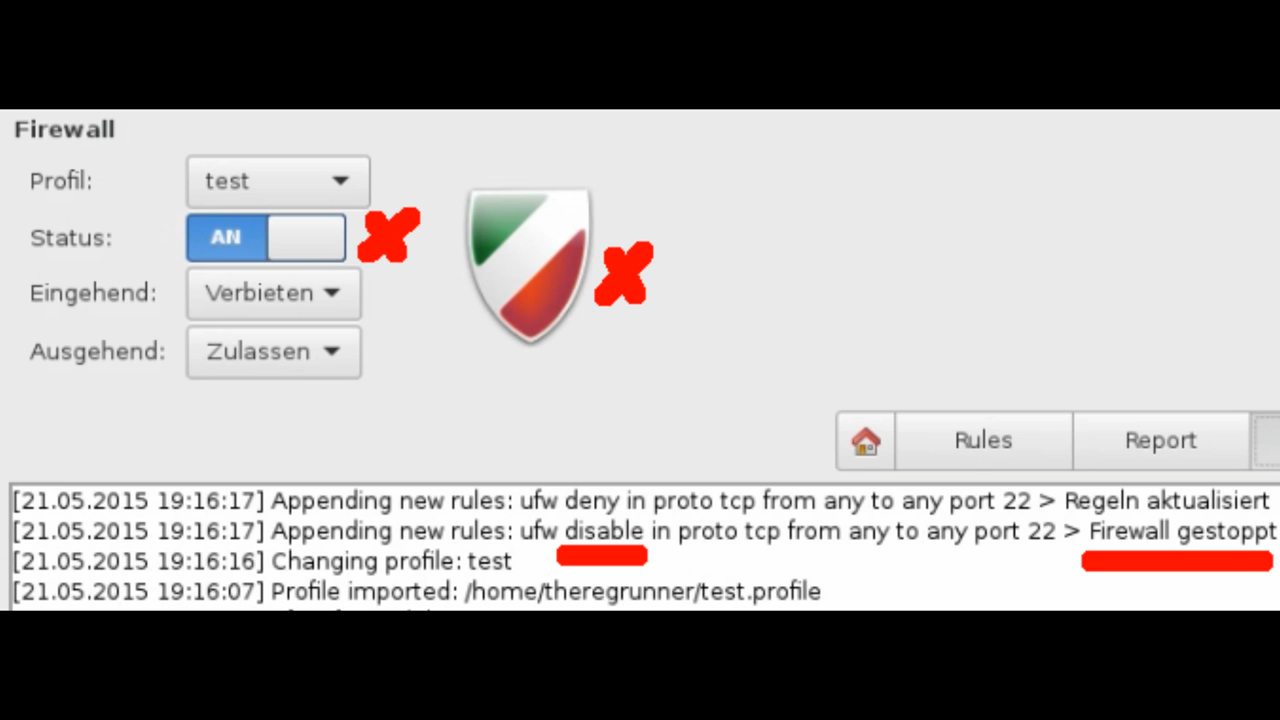 Firewall
Profil: test
Status: AN
Eingehend: Verbieten
Ausgehend: Zulassen
Rules Report
[21.05.2015 19:16:17] Appending new rules: ufw deny in proto tcp from any to any port 22 > Regeln aktualisiert
[21.05.2015 19:16:17] Appending new rules: ufw disable in proto tcp from any to any port 22 > Firewall gestoppt
[21.05.2015 19:16:16] Changing profile: test
[21.05.2015 19:16:07] Profile imported: /home/theregrunner/test.profile